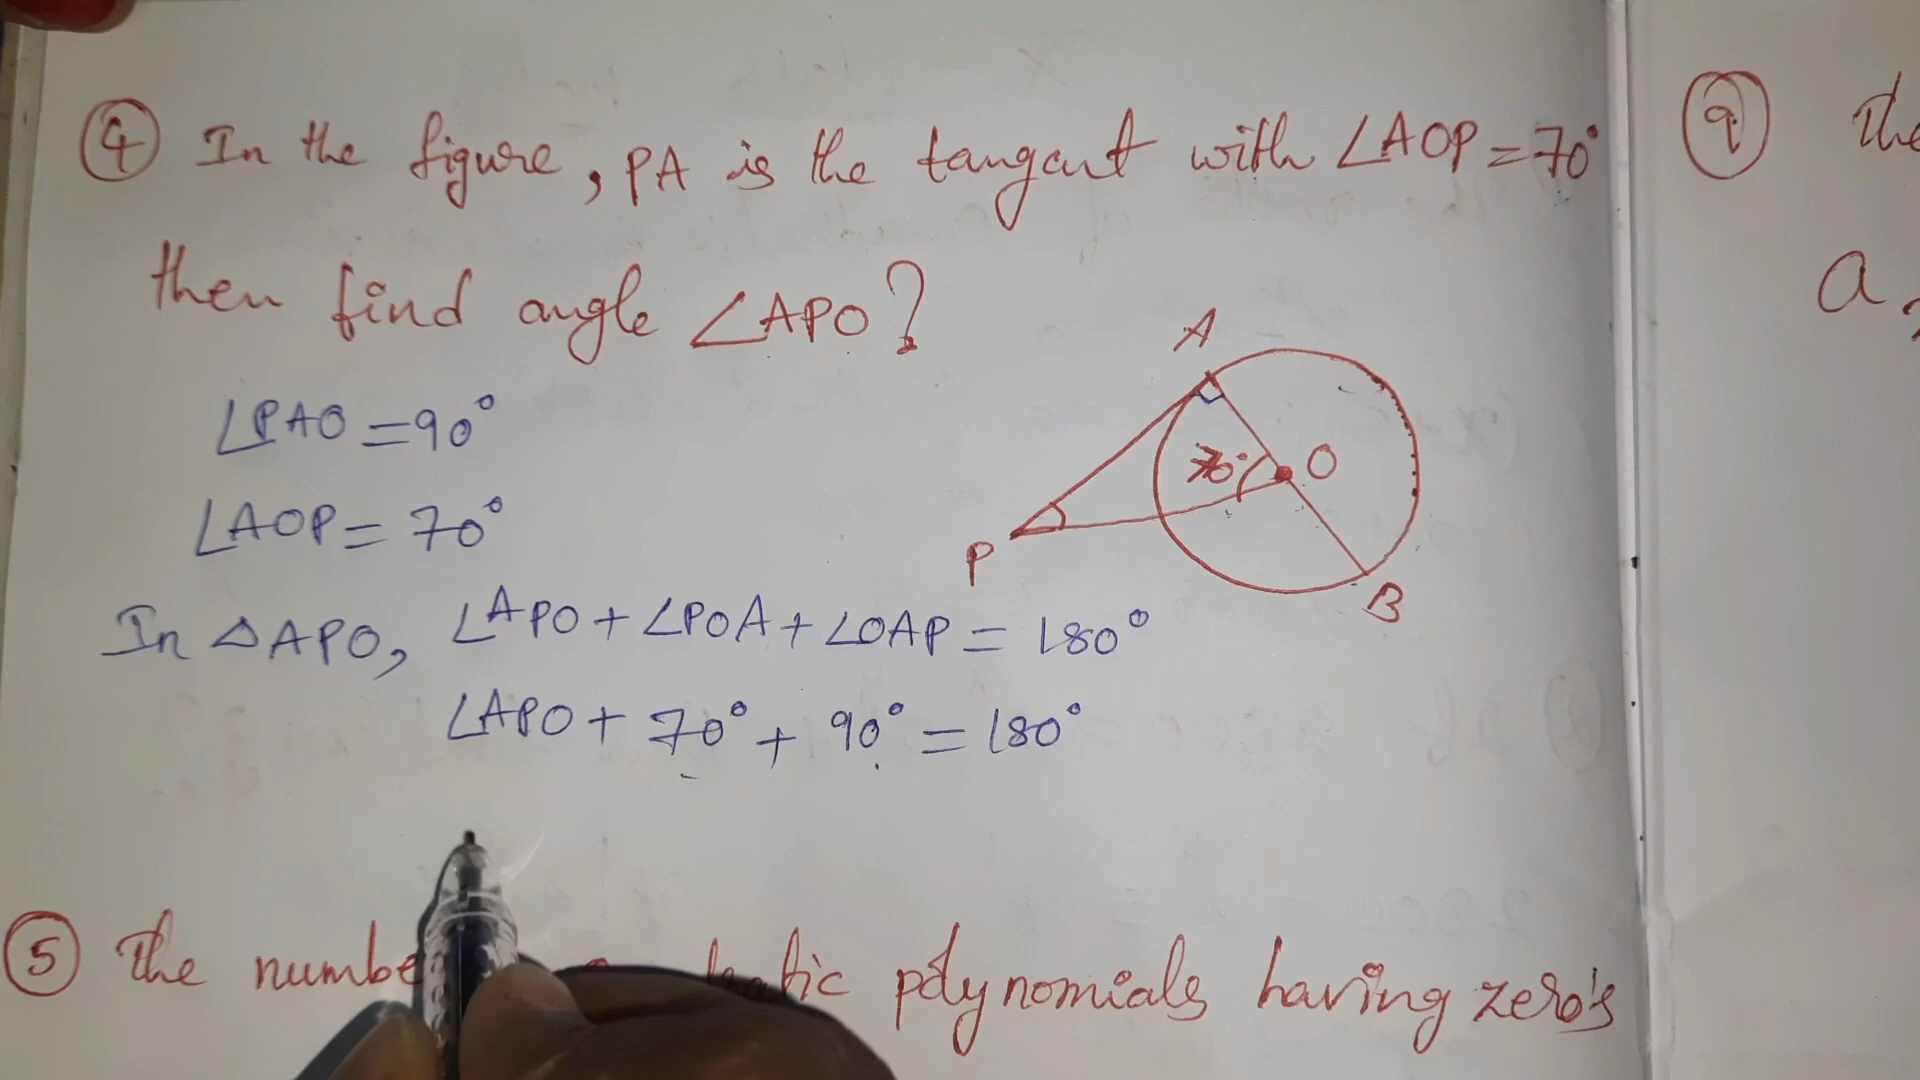 ④ In the figure, PA is the tangent with ∠AOP = 70°
then find angle ∠APO?
∠PAO = 90°
∠AOP = 70°
In △APO, ∠APO + ∠POA + ∠OAP = 180°
∠APO + 70° + 90° = 180°
A
70°
O
P
B
⑤ The polynomials having zero's
⑨ The
a